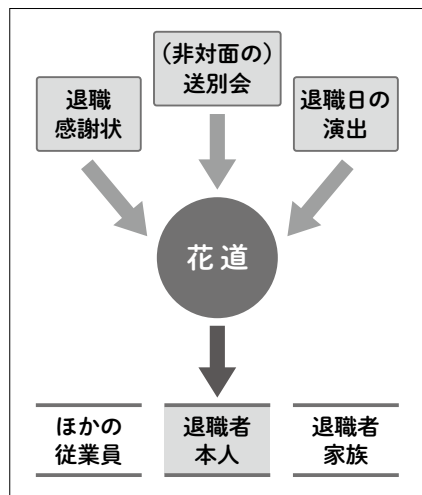 (非対面の)
送別会
退職
感謝状
退職日の
演出
花道
ほかの
従業員
退職者
本人
退職者
家族